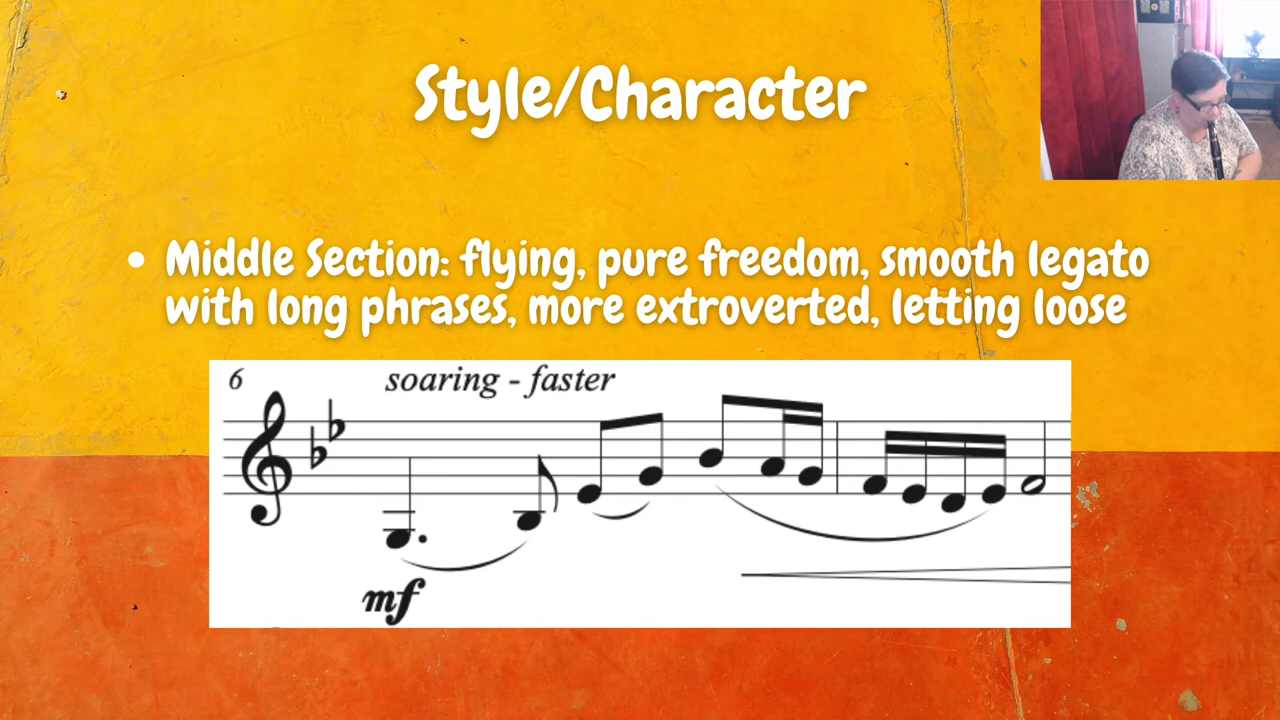 Style/Character
Middle Section: flying, pure freedom, smooth legato
with long phrases, more extroverted, letting loose
6 soaring - faster
mf